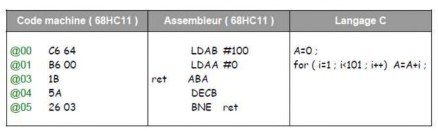 Code machine ( 68HC11 ) Assembleur ( 68HC11 ) Langage C
@00 C6 64 LDAB #100 A=0 ;
@01 B6 00 LDAA #0 for ( i=1 ; i<101 ; i++) A=A+i ;
@03 1B ret ABA
@04 5A DECB
@05 26 03 BNE ret